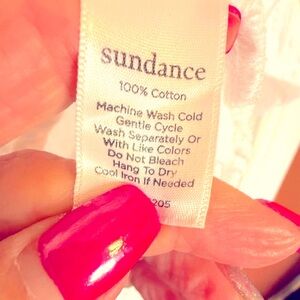 sundance
100% Cotton
Machine Wash Cold
Gentle Cycle
Wash Separately Or
With Like Colors
Do Not Bleach
Hang To Dry
Cool Iron If Needed
205